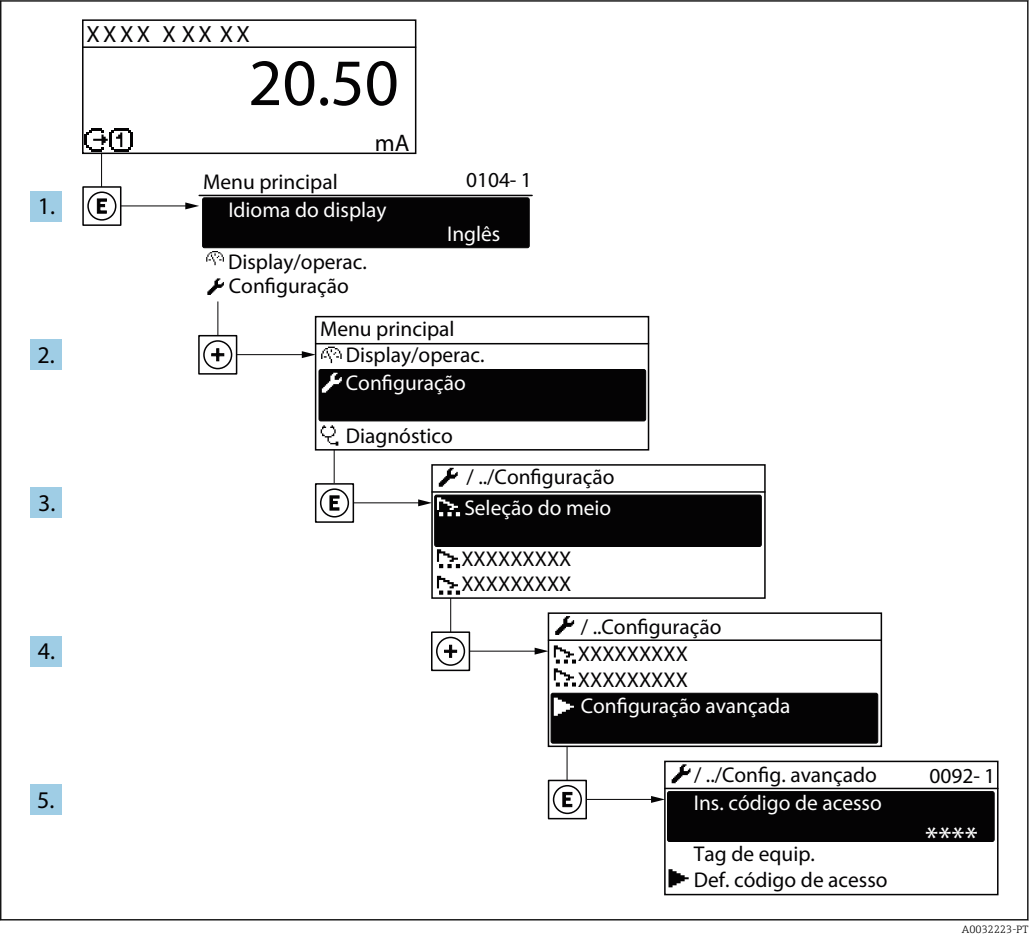 XXXX XXX XX
20.50
1
mA
1.
E
Menu principal 0104-1
Idioma do display
Inglês
Display/operac.
Configuração
2.
+
Menu principal
Display/operac.
Configuração
Diagnóstico
3.
E
/ ../Configuração
Seleção do meio
XXXXXXXXX
XXXXXXXXX
4.
+
/ ..Configuração
XXXXXXXXX
XXXXXXXXX
Configuração avançada
5.
E
/ ../Config. avançado 0092-1
Ins. código de acesso
****
Tag de equip.
Def. código de acesso
A0032223-PT